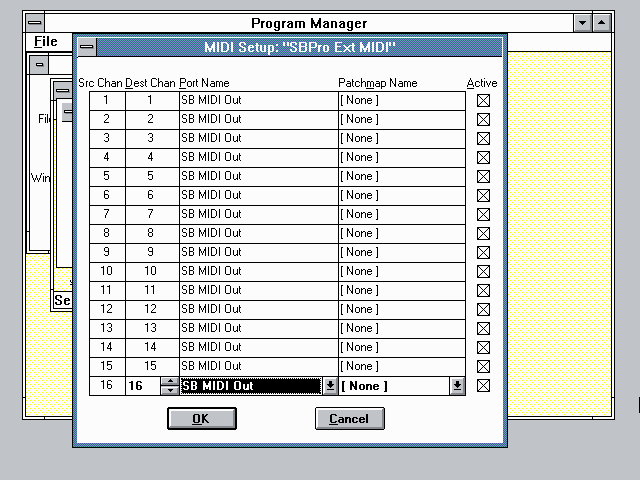 Program Manager
File
MIDI Setup: "SBPro Ext MIDI"
Src Chan Dest Chan Port Name Patchmap Name Active
1 1 SB MIDI Out [ None ]
2 2 SB MIDI Out [ None ]
3 3 SB MIDI Out [ None ]
4 4 SB MIDI Out [ None ]
5 5 SB MIDI Out [ None ]
6 6 SB MIDI Out [ None ]
7 7 SB MIDI Out [ None ]
8 8 SB MIDI Out [ None ]
9 9 SB MIDI Out [ None ]
10 10 SB MIDI Out [ None ]
11 11 SB MIDI Out [ None ]
12 12 SB MIDI Out [ None ]
13 13 SB MIDI Out [ None ]
14 14 SB MIDI Out [ None ]
15 15 SB MIDI Out [ None ]
16 16 SB MIDI Out [ None ]
Fil
Win
Se
OK Cancel